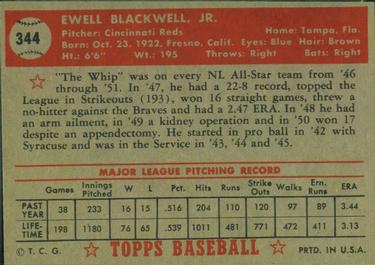 344
EWELL BLACKWELL, JR.
Pitcher: Cincinnati Reds Home: Tampa, Fla.
Born: Oct. 23, 1922, Fresno, Calif. Eyes: Blue Hair: Brown
Ht.: 6'6" Wt.: 195 Throws: Right Bats: Right
"The Whip" was on every NL All-Star team from '46
through '51. In '47, he had a 22-8 record, topped the
League in Strikeouts (193), won 16 straight games, threw a
no-hitter against the Braves and had a 2.47 ERA. In '48 he had
an arm ailment, in '49 a kidney operation and in '50 won 17
despite an appendectomy. He started in pro ball in '42 with
Syracuse and was in the Service in '43, '44 and '45.
MAJOR LEAGUE PITCHING RECORD
Games Innings Pitched W L Pct. Hits Runs Strike Outs Walks Ern. Runs ERA
PAST YEAR 38 233 16 15 .516 204 110 120 91 89 3.44
LIFE-TIME 198 1180 76 65 .539 1041 481 771 472 411 3.13
© T. C. G. TOPPS BASEBALL PRTD. IN U.S.A.